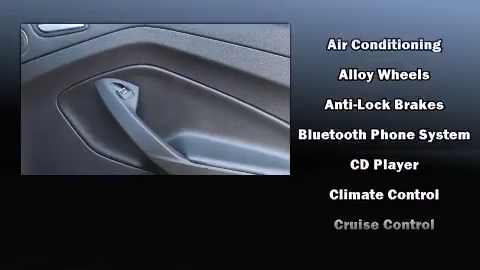 Air Conditioning
Alloy Wheels
Anti-Lock Brakes
Bluetooth Phone System
CD Player
Climate Control
Cruise Control